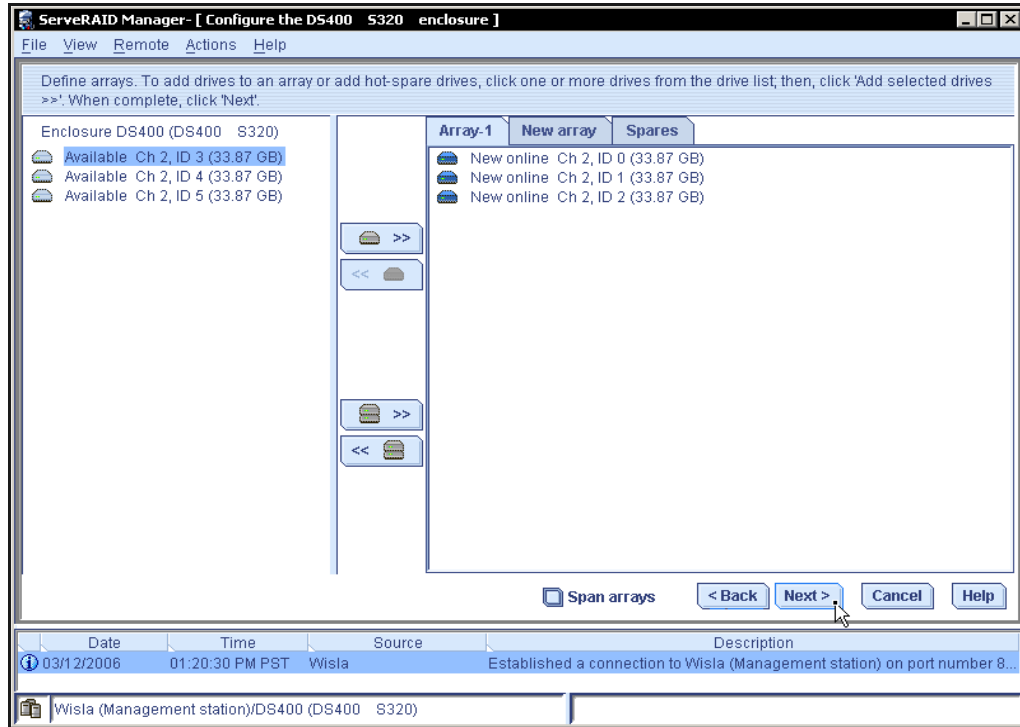 ServeRAID Manager- [ Configure the DS400 S320 enclosure ]
File View Remote Actions Help
Define arrays. To add drives to an array or add hot-spare drives, click one or more drives from the drive list; then, click 'Add selected drives
>>'. When complete, click 'Next'.
Enclosure DS400 (DS400 S320)
Available Ch 2, ID 3 (33.87 GB)
Available Ch 2, ID 4 (33.87 GB)
Available Ch 2, ID 5 (33.87 GB)
>>
<<
>>
<<
Array-1 New array Spares
New online Ch 2, ID 0 (33.87 GB)
New online Ch 2, ID 1 (33.87 GB)
New online Ch 2, ID 2 (33.87 GB)
Span arrays < Back Next > Cancel Help
Date Time Source Description
03/12/2006 01:20:30 PM PST Wisla Established a connection to Wisla (Management station) on port number 8...
Wisla (Management station)/DS400 (DS400 S320)